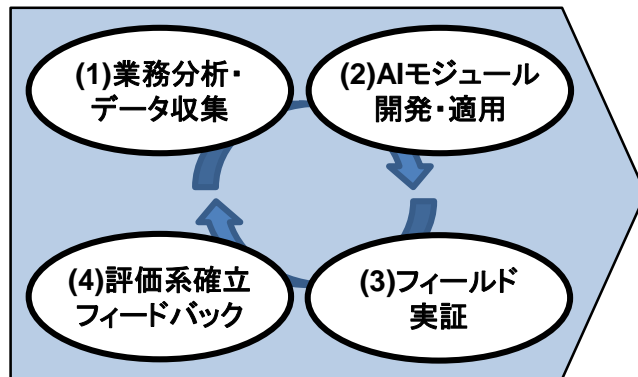 (1)業務分析・
データ収集
(2)AIモジュール
開発・適用
(3)フィールド
実証
(4)評価系確立
フィードバック